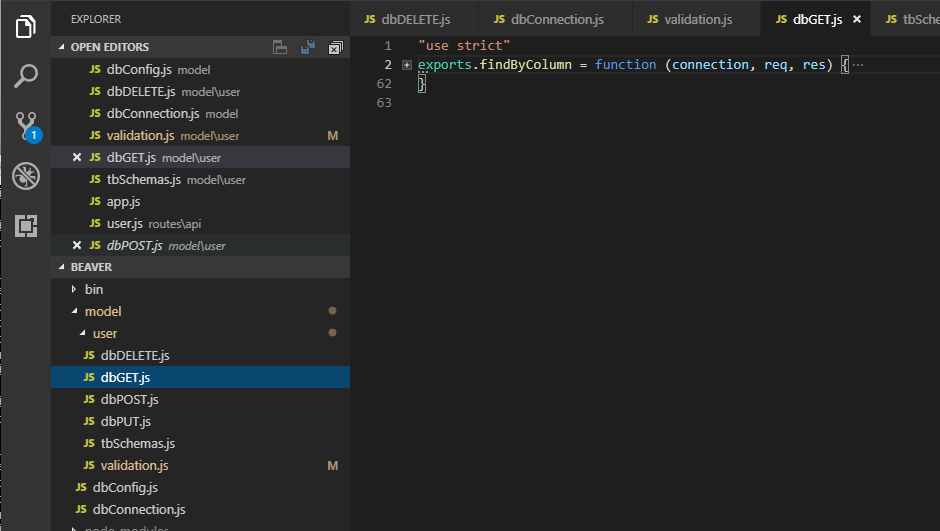 EXPLORER
OPEN EDITORS
JS dbConfig.js model
JS dbDELETE.js model\user
JS dbConnection.js model
JS validation.js model\user M
JS dbGET.js model\user
JS tbSchemas.js model\user
JS app.js
JS user.js routes\api
JS dbPOST.js model\user
1
BEAVER
bin
model
user
JS dbDELETE.js
JS dbGET.js
JS dbPOST.js
JS dbPUT.js
JS tbSchemas.js
JS validation.js M
JS dbConfig.js
JS dbConnection.js
node_modules
JS dbDELETE.js JS dbConnection.js JS validation.js JS dbGET.js JS tbSche
1 "use strict"
2 exports.findByColumn = function (connection, req, res) {···
62 }
63